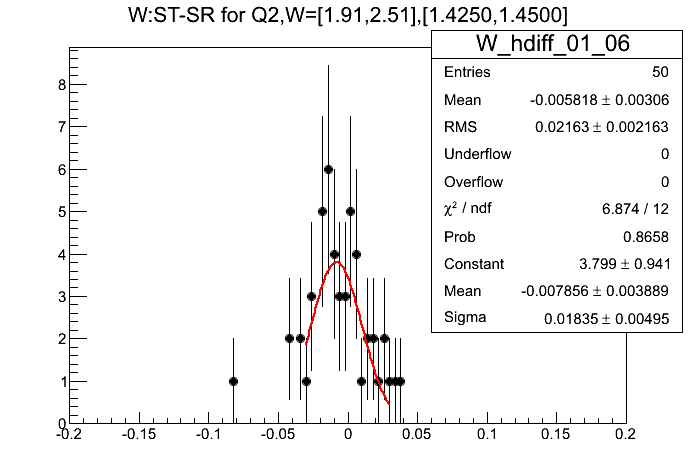 W:ST-SR for Q2,W=[1.91,2.51],[1.4250,1.4500]
W_hdiff_01_06
Entries 50
Mean -0.005818 ± 0.00306
RMS 0.02163 ± 0.002163
Underflow 0
Overflow 0
χ² / ndf 6.874 / 12
Prob 0.8658
Constant 3.799 ± 0.941
Mean -0.007856 ± 0.003889
Sigma 0.01835 ± 0.00495
8
7
6
5
4
3
2
1
0
-0.2 -0.15 -0.1 -0.05 0 0.05 0.1 0.15 0.2